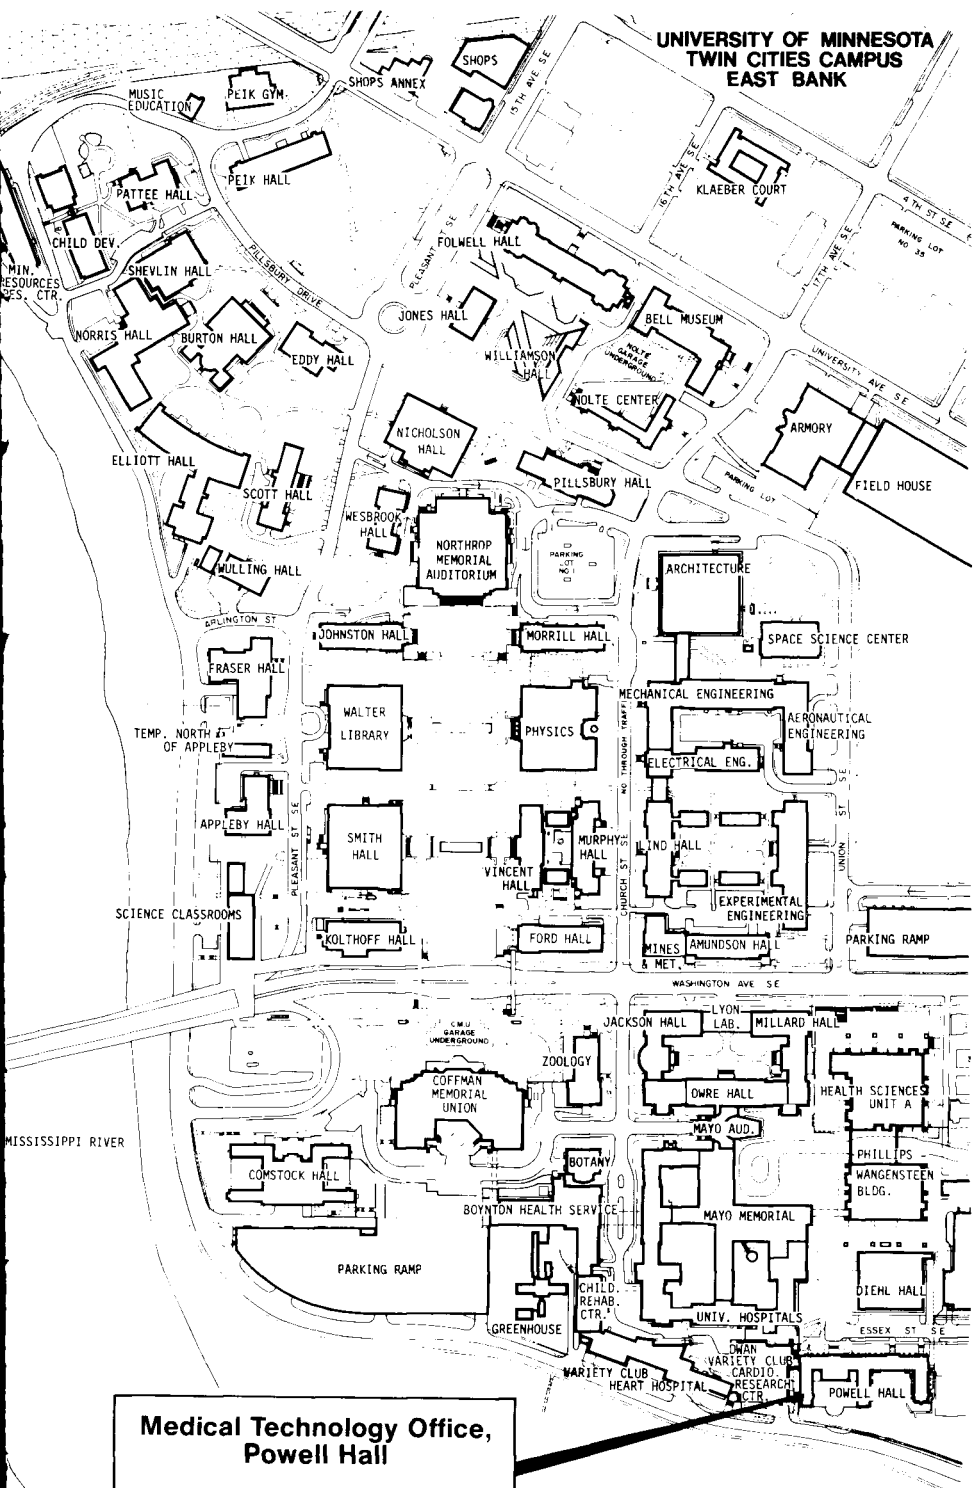 UNIVERSITY OF MINNESOTA
TWIN CITIES CAMPUS
EAST BANK
SHOPS
SHOPS ANNEX
15TH AVE SE
PEIK GYM
MUSIC
EDUCATION
PEIK HALL
PATTEE HALL
16TH AVE SE
KLAEBER COURT
4TH ST SE
PARKING LOT
NO 35
17TH AVE SE
CHILD DEV.
FOLWELL HALL
PLEASANT ST SE
SHEVLIN HALL
PILLSBURY DRIVE
MIN.
RESOURCES
RES. CTR.
JONES HALL
BELL MUSEUM
NORRIS HALL
BURTON HALL
EDDY HALL
WILLIAMSON
HALL
NOLTE
GARAGE
UNDERGROUND
UNIVERSITY AVE SE
NOLTE CENTER
NICHOLSON
HALL
ARMORY
ELLIOTT HALL
SCOTT HALL
PILLSBURY HALL
PARKING LOT
FIELD HOUSE
WESBROOK
HALL
NORTHROP
MEMORIAL
AUDITORIUM
PARKING
LOT
NO 1
WULLING HALL
ARCHITECTURE
ARLINGTON ST
JOHNSTON HALL
MORRILL HALL
SPACE SCIENCE CENTER
FRASER HALL
MECHANICAL ENGINEERING
WALTER
LIBRARY
PHYSICS
AERONAUTICAL
ENGINEERING
TEMP. NORTH
OF APPLEBY
NO THROUGH TRAFFIC
ELECTRICAL ENG.
APPLEBY HALL
PLEASANT ST SE
SMITH
HALL
MURPHY
HALL
VINCENT
HALL
CHURCH ST SE
LIND HALL
UNION ST SE
EXPERIMENTAL
ENGINEERING
SCIENCE CLASSROOMS
KOLTHOFF HALL
FORD HALL
MINES
& MET.
AMUNDSON HALL
PARKING RAMP
WASHINGTON AVE SE
C.M.U
GARAGE
UNDERGROUND
JACKSON HALL
LYON
LAB.
MILLARD HALL
ZOOLOGY
COFFMAN
MEMORIAL
UNION
OWRE HALL
HEALTH SCIENCES
UNIT A
MISSISSIPPI RIVER
MAYO AUD.
PHILLIPS
WANGENSTEEN
BLDG.
BOTANY
COMSTOCK HALL
BOYNTON HEALTH SERVICE
MAYO MEMORIAL
PARKING RAMP
CHILD.
REHAB.
CTR.
DIEHL HALL
GREENHOUSE
UNIV. HOSPITALS
ESSEX ST SE
VARIETY CLUB
HEART HOSPITAL
DWAN
VARIETY CLUB
CARDIO.
RESEARCH
CTR.
POWELL HALL
Medical Technology Office,
Powell Hall